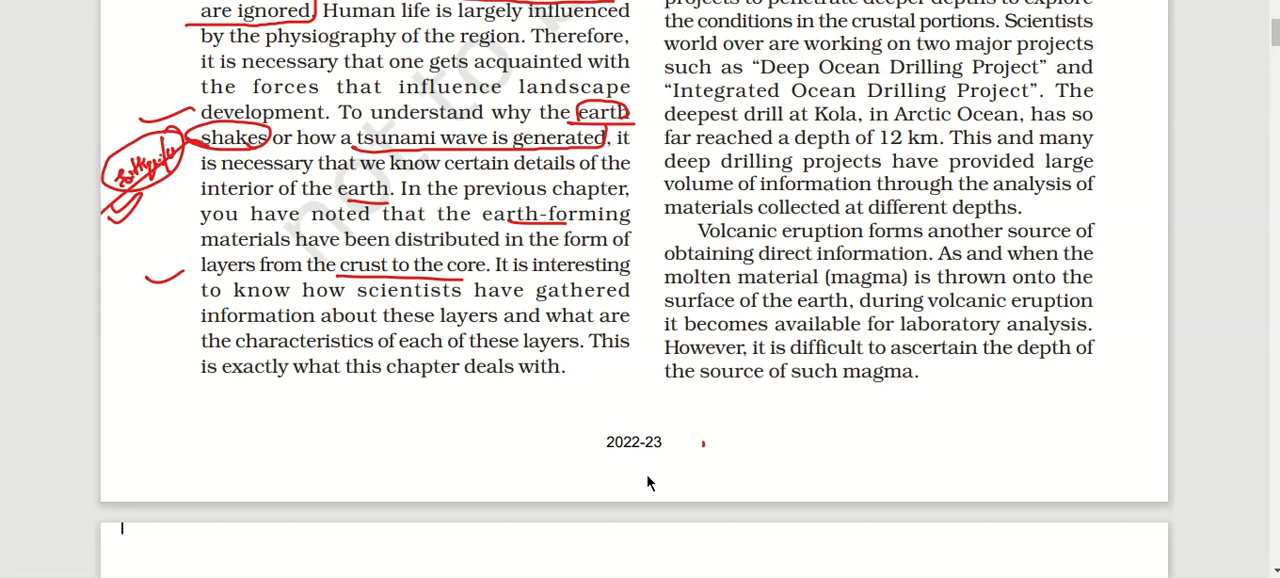 are ignored. Human life is largely influenced
by the physiography of the region. Therefore,
it is necessary that one gets acquainted with
the forces that influence landscape
development. To understand why the earth
shakes or how a tsunami wave is generated, it
is necessary that we know certain details of the
interior of the earth. In the previous chapter,
you have noted that the earth-forming
materials have been distributed in the form of
layers from the crust to the core. It is interesting
to know how scientists have gathered
information about these layers and what are
the characteristics of each of these layers. This
is exactly what this chapter deals with.
projects to penetrate deeper depths to explore
the conditions in the crustal portions. Scientists
world over are working on two major projects
such as “Deep Ocean Drilling Project” and
“Integrated Ocean Drilling Project”. The
deepest drill at Kola, in Arctic Ocean, has so
far reached a depth of 12 km. This and many
deep drilling projects have provided large
volume of information through the analysis of
materials collected at different depths.
Volcanic eruption forms another source of
obtaining direct information. As and when the
molten material (magma) is thrown onto the
surface of the earth, during volcanic eruption
it becomes available for laboratory analysis.
However, it is difficult to ascertain the depth of
the source of such magma.
not to b
2022-23